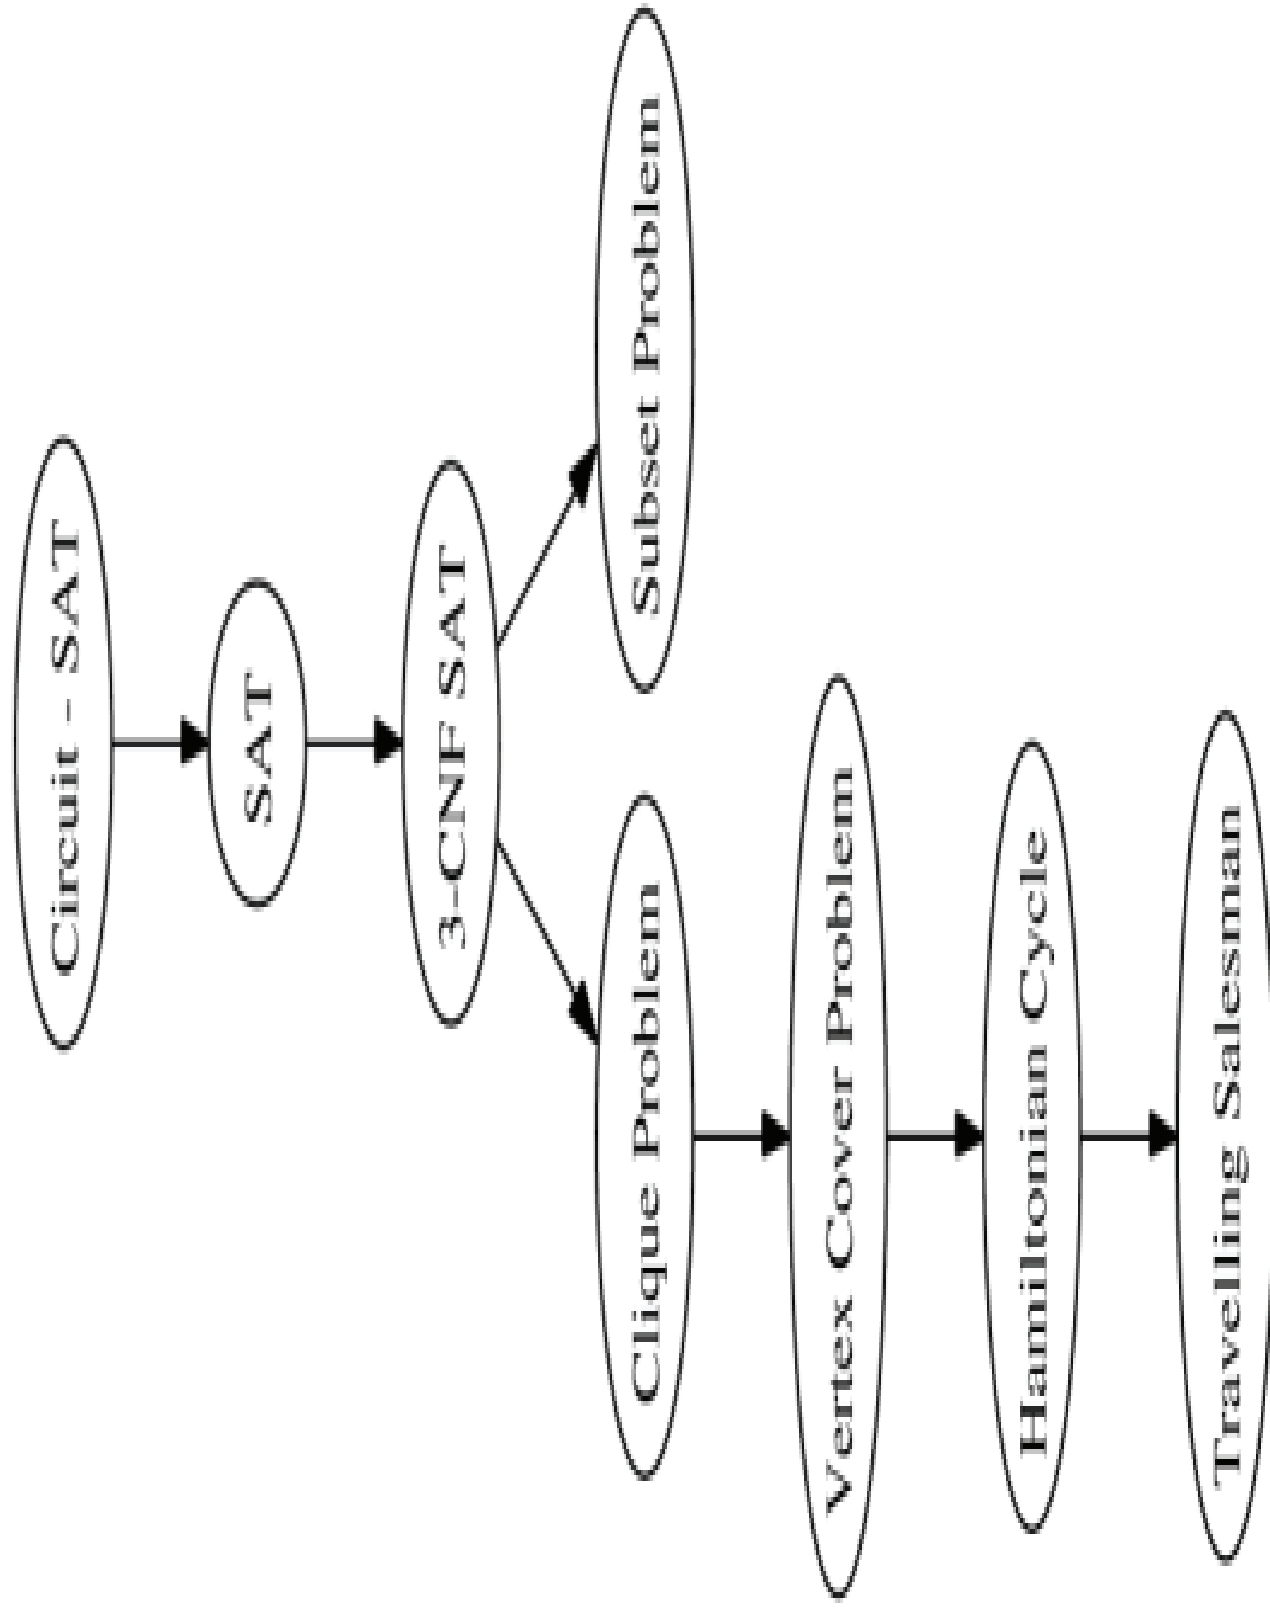 Circuit - SAT
SAT
3-CNF SAT
Clique Problem
Subset Problem
Vertex Cover Problem
Hamiltonian Cycle
Travelling Salesman